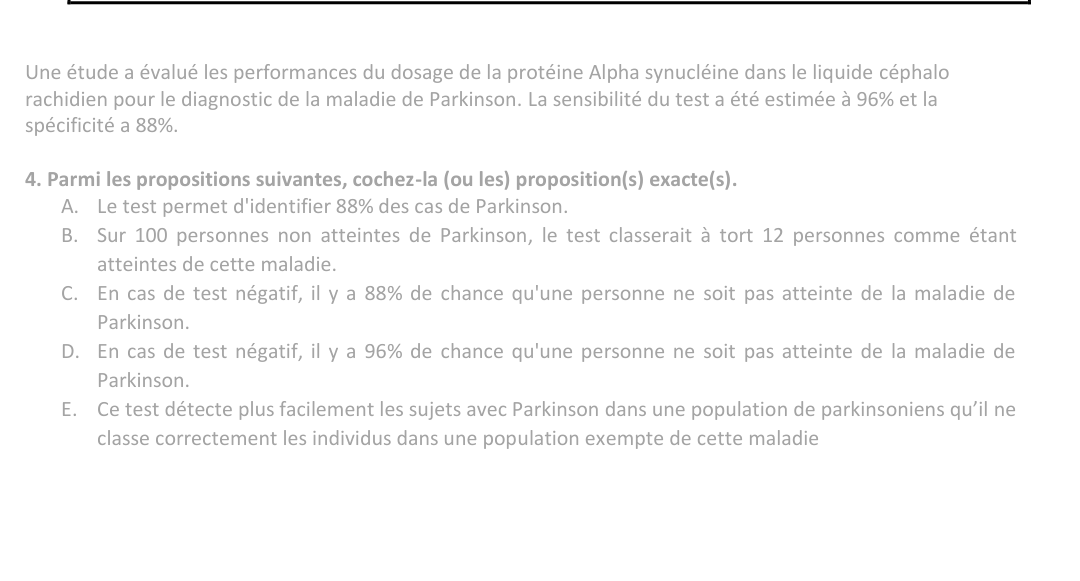 Une étude a évalué les performances du dosage de la protéine Alpha synucléine dans le liquide céphalo
rachidien pour le diagnostic de la maladie de Parkinson. La sensibilité du test a été estimée à 96% et la
spécificité a 88%.
4. Parmi les propositions suivantes, cochez-la (ou les) proposition(s) exacte(s).
A. Le test permet d'identifier 88% des cas de Parkinson.
B. Sur 100 personnes non atteintes de Parkinson, le test classerait à tort 12 personnes comme étant
atteintes de cette maladie.
C. En cas de test négatif, il y a 88% de chance qu'une personne ne soit pas atteinte de la maladie de
Parkinson.
D. En cas de test négatif, il y a 96% de chance qu'une personne ne soit pas atteinte de la maladie de
Parkinson.
E. Ce test détecte plus facilement les sujets avec Parkinson dans une population de parkinsoniens qu’il ne
classe correctement les individus dans une population exempte de cette maladie